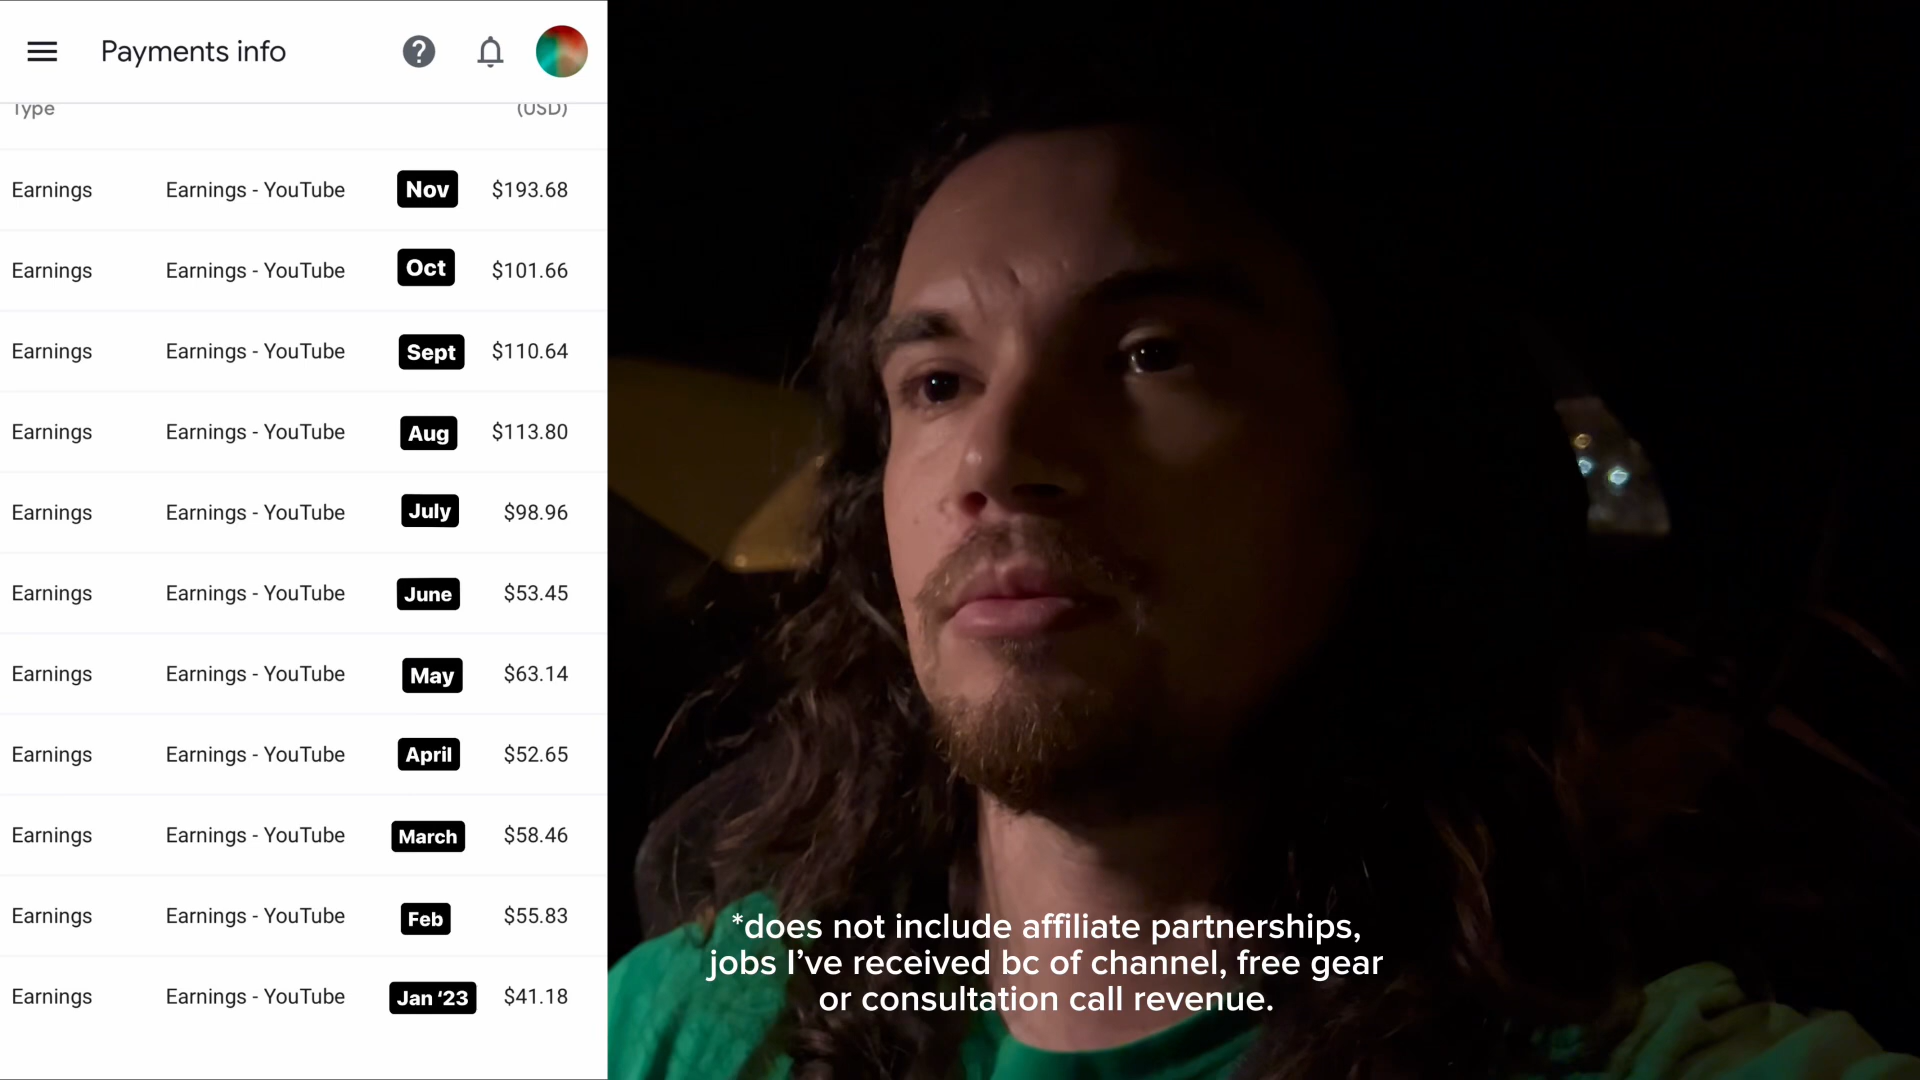 Payments info
Type (USD)
Earnings Earnings - YouTube Nov $193.68
Earnings Earnings - YouTube Oct $101.66
Earnings Earnings - YouTube Sept $110.64
Earnings Earnings - YouTube Aug $113.80
Earnings Earnings - YouTube July $98.96
Earnings Earnings - YouTube June $53.45
Earnings Earnings - YouTube May $63.14
Earnings Earnings - YouTube April $52.65
Earnings Earnings - YouTube March $58.46
Earnings Earnings - YouTube Feb $55.83
Earnings Earnings - YouTube Jan ‘23 $41.18
*does not include affiliate partnerships,
jobs I’ve received bc of channel, free gear
or consultation call revenue.